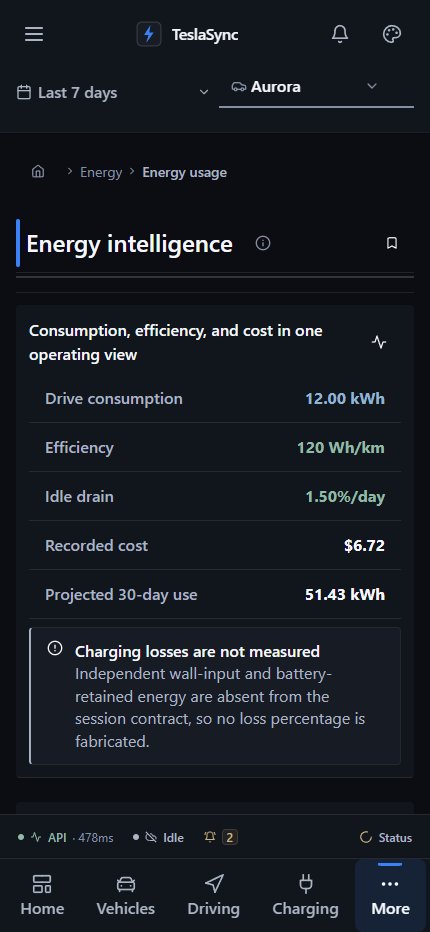 TeslaSync
Last 7 days
Aurora
Energy
Energy usage
Energy intelligence
Consumption, efficiency, and cost in one
operating view
Drive consumption 12.00 kWh
Efficiency 120 Wh/km
Idle drain 1.50%/day
Recorded cost $6.72
Projected 30-day use 51.43 kWh
Charging losses are not measured
Independent wall-input and battery-
retained energy are absent from the
session contract, so no loss percentage is
fabricated.
API · 478ms Idle 2 Status
Home Vehicles Driving Charging More